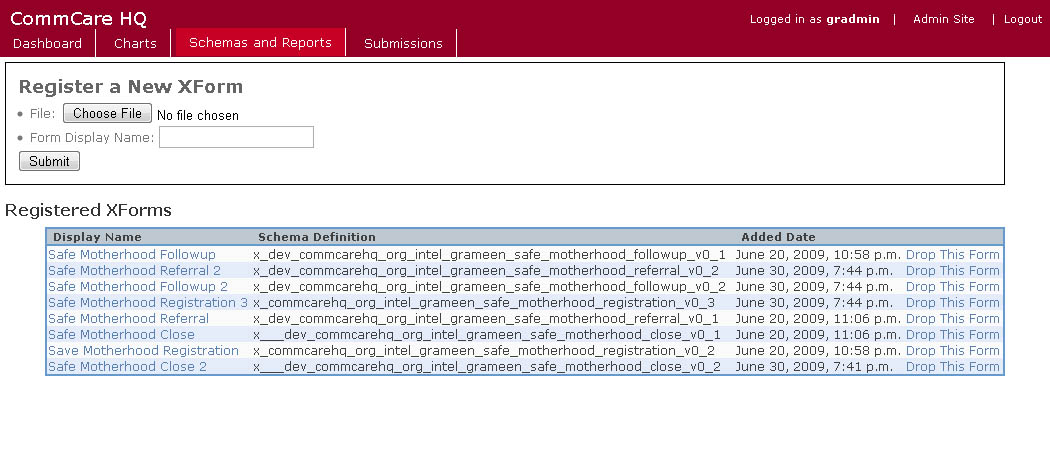 CommCare HQ
Logged in as gradmin | Admin Site | Logout
Dashboard Charts Schemas and Reports Submissions
Register a New XForm
• File: Choose File No file chosen
• Form Display Name:
Submit
Registered XForms
Display Name Schema Definition Added Date
Safe Motherhood Followup x_dev_commcarehq_org_intel_grameen_safe_motherhood_followup_v0_1 June 20, 2009, 10:58 p.m. Drop This Form
Safe Motherhood Referral 2 x_dev_commcarehq_org_intel_grameen_safe_motherhood_referral_v0_2 June 30, 2009, 7:44 p.m. Drop This Form
Safe Motherhood Followup 2 x_dev_commcarehq_org_intel_grameen_safe_motherhood_followup_v0_2 June 30, 2009, 7:44 p.m. Drop This Form
Safe Motherhood Registration 3 x_commcarehq_org_intel_grameen_safe_motherhood_registration_v0_3 June 30, 2009, 7:44 p.m. Drop This Form
Safe Motherhood Referral x_dev_commcarehq_org_intel_grameen_safe_motherhood_referral_v0_1 June 20, 2009, 11:06 p.m. Drop This Form
Safe Motherhood Close x___dev_commcarehq_org_intel_grameen_safe_motherhood_close_v0_1 June 20, 2009, 11:06 p.m. Drop This Form
Save Motherhood Registration x_commcarehq_org_intel_grameen_safe_motherhood_registration_v0_2 June 20, 2009, 10:58 p.m. Drop This Form
Safe Motherhood Close 2 x___dev_commcarehq_org_intel_grameen_safe_motherhood_close_v0_2 June 30, 2009, 7:41 p.m. Drop This Form